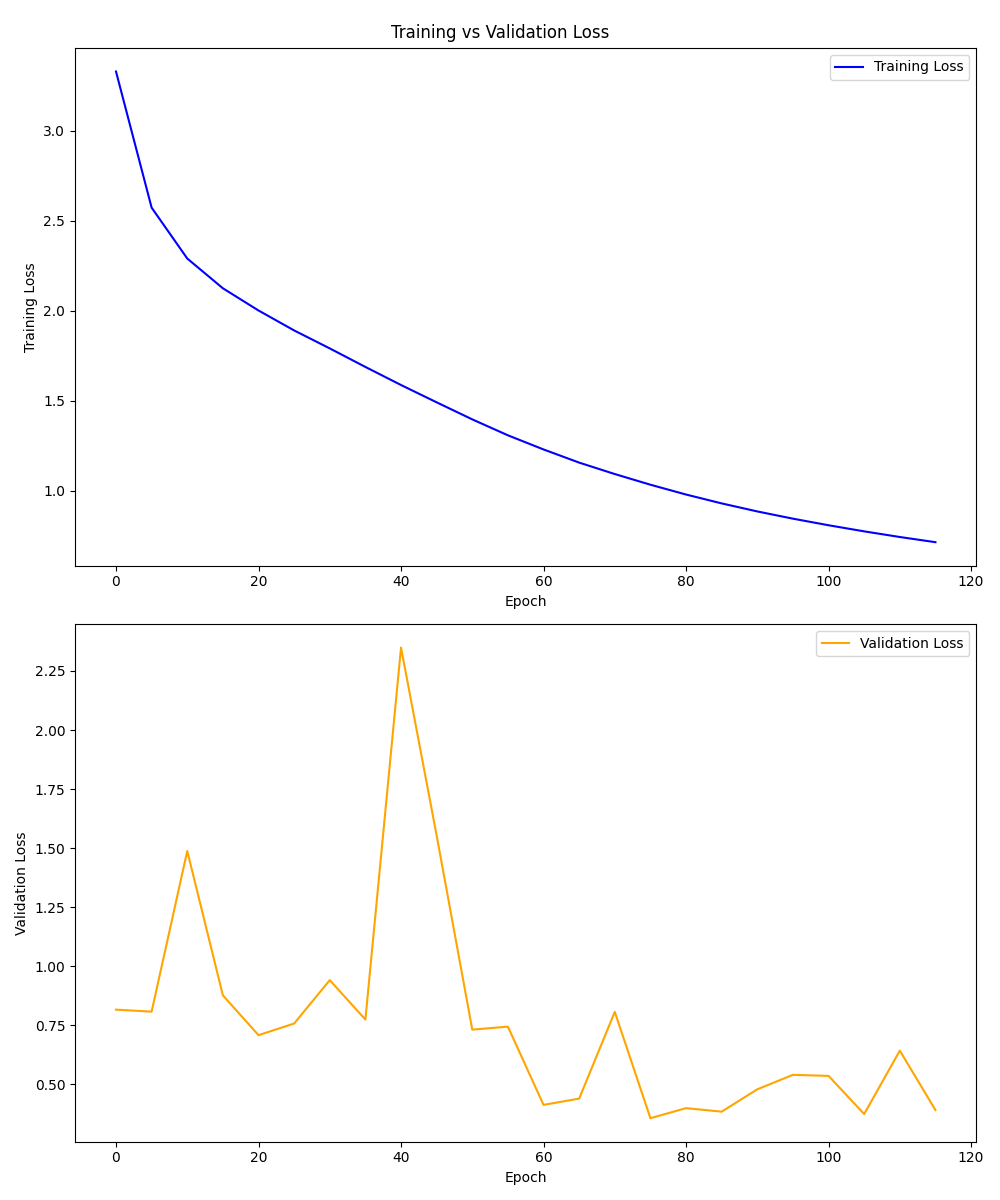 Training vs Validation Loss
Training Loss
3.0
2.5
2.0
1.5
1.0
Training Loss
0 20 40 60 80 100 120
Epoch
Validation Loss
2.25
2.00
1.75
1.50
1.25
1.00
0.75
0.50
Validation Loss
0 20 40 60 80 100 120
Epoch